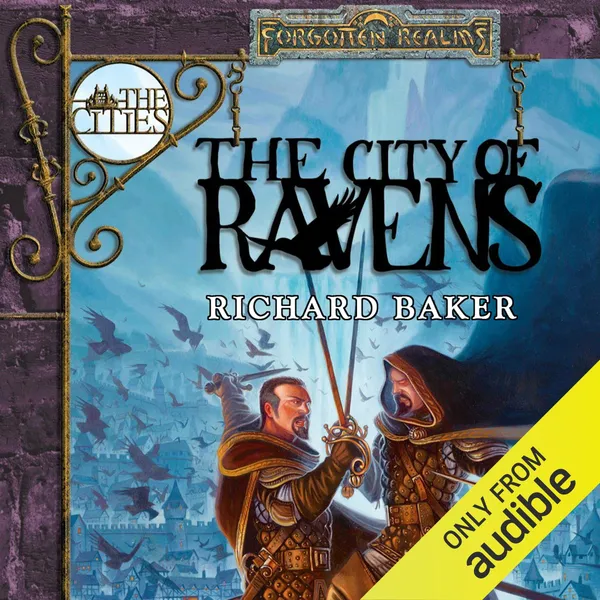 FORGOTTEN REALMS
THE
CITIES
THE CITY OF
RAVENS
RICHARD BAKER
ONLY FROM
audible